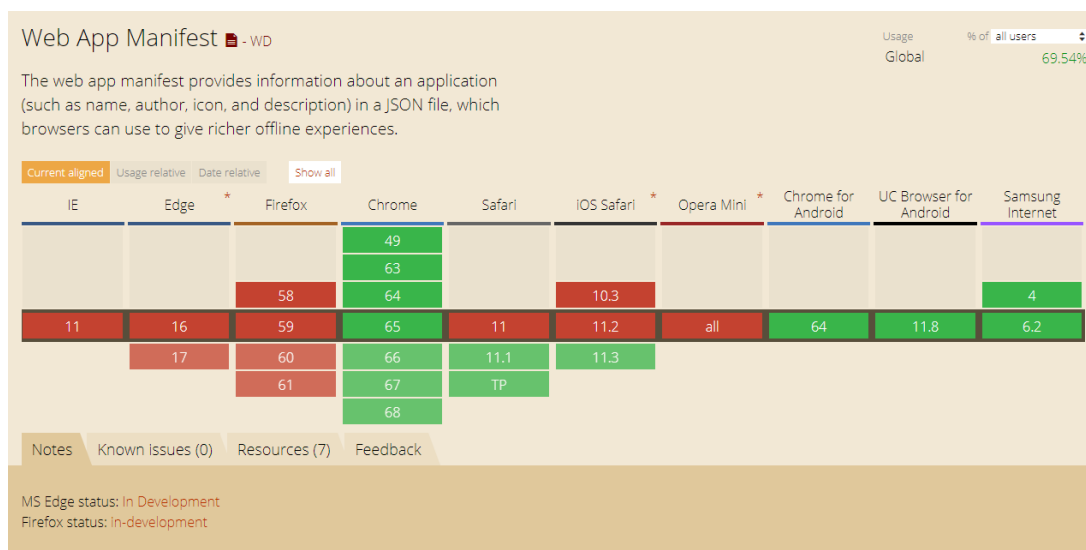 Web App Manifest - WD
Usage % of all users
Global 69.54%
The web app manifest provides information about an application
(such as name, author, icon, and description) in a JSON file, which
browsers can use to give richer offline experiences.
Current aligned Usage relative Date relative Show all
IE Edge * Firefox Chrome Safari iOS Safari * Opera Mini * Chrome for Android UC Browser for Android Samsung Internet
49
63
58 64 10.3 4
11 16 59 65 11 11.2 all 64 11.8 6.2
17 60 66 11.1 11.3
61 67 TP
68
Notes Known issues (0) Resources (7) Feedback
MS Edge status: In Development
Firefox status: in-development